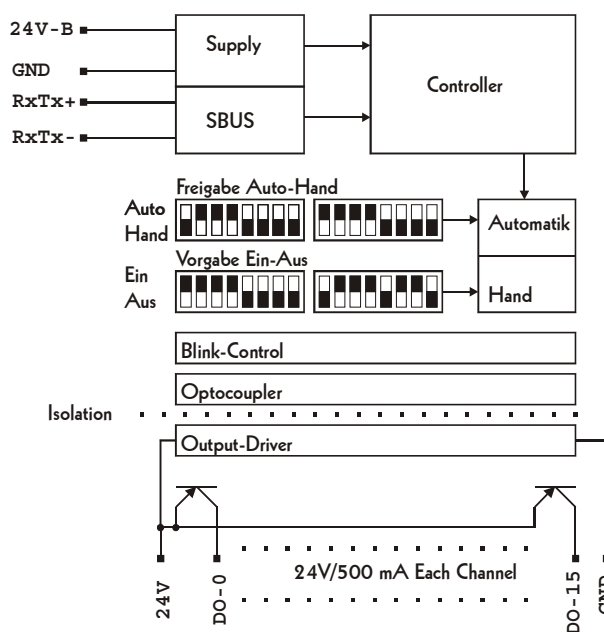 24V-B
Supply
GND
Controller
RxTx+
SBUS
RxTx-
Freigabe Auto-Hand
Auto
Hand
Automatik
Vorgabe Ein-Aus
Ein
Aus
Hand
Blink-Control
Optocoupler
Isolation
Output-Driver
24V/500 mA Each Channel
24V
DO-0
DO-15
GND